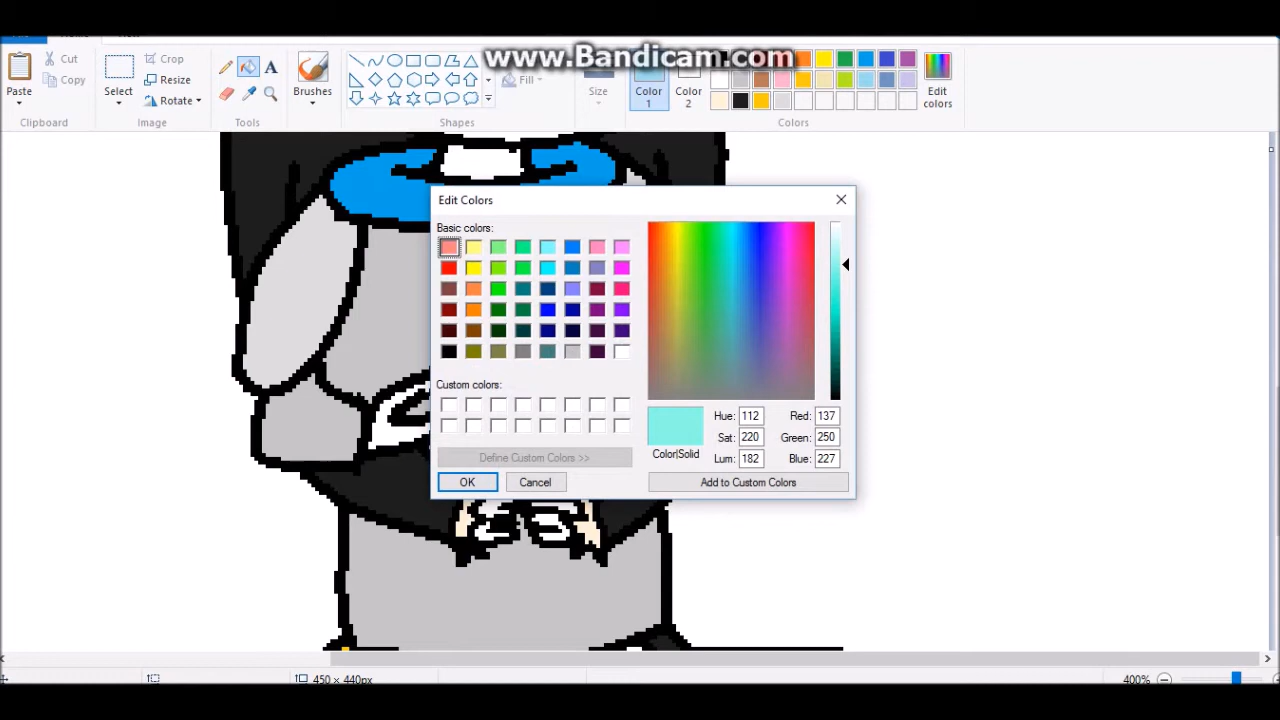 www.Bandicam.com
Paste
Cut
Copy
Clipboard
Select
Crop
Resize
Rotate
Image
A
Tools
Brushes
Fill
Shapes
Size
Color 1
Color 2
Edit colors
Colors
Edit Colors
Basic colors:
Custom colors:
Define Custom Colors >>
OK
Cancel
Color|Solid
Hue: 112
Sat: 220
Lum: 182
Red: 137
Green: 250
Blue: 227
Add to Custom Colors
450 × 440px
400%